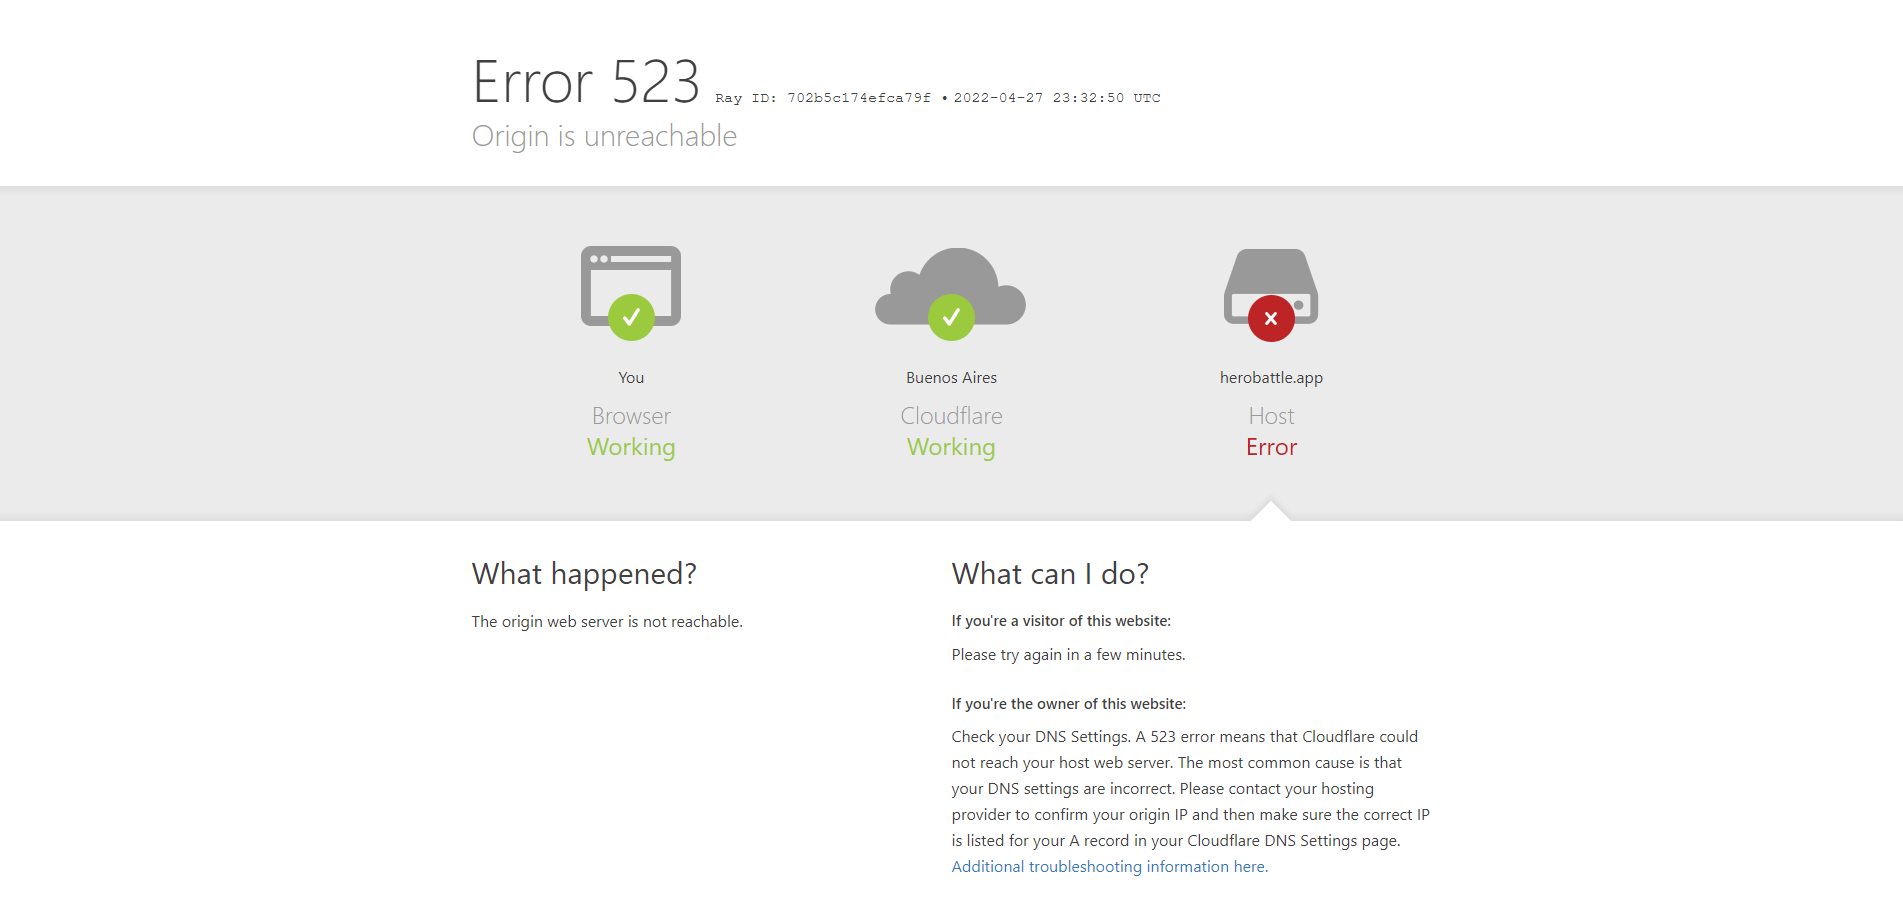 Error 523 Ray ID: 702b5c174efca79f • 2022-04-27 23:32:50 UTC
Origin is unreachable
You
Browser
Working
Buenos Aires
Cloudflare
Working
herobattle.app
Host
Error
What happened?
The origin web server is not reachable.
What can I do?
If you're a visitor of this website:
Please try again in a few minutes.
If you're the owner of this website:
Check your DNS Settings. A 523 error means that Cloudflare could
not reach your host web server. The most common cause is that
your DNS settings are incorrect. Please contact your hosting
provider to confirm your origin IP and then make sure the correct IP
is listed for your A record in your Cloudflare DNS Settings page.
Additional troubleshooting information here.